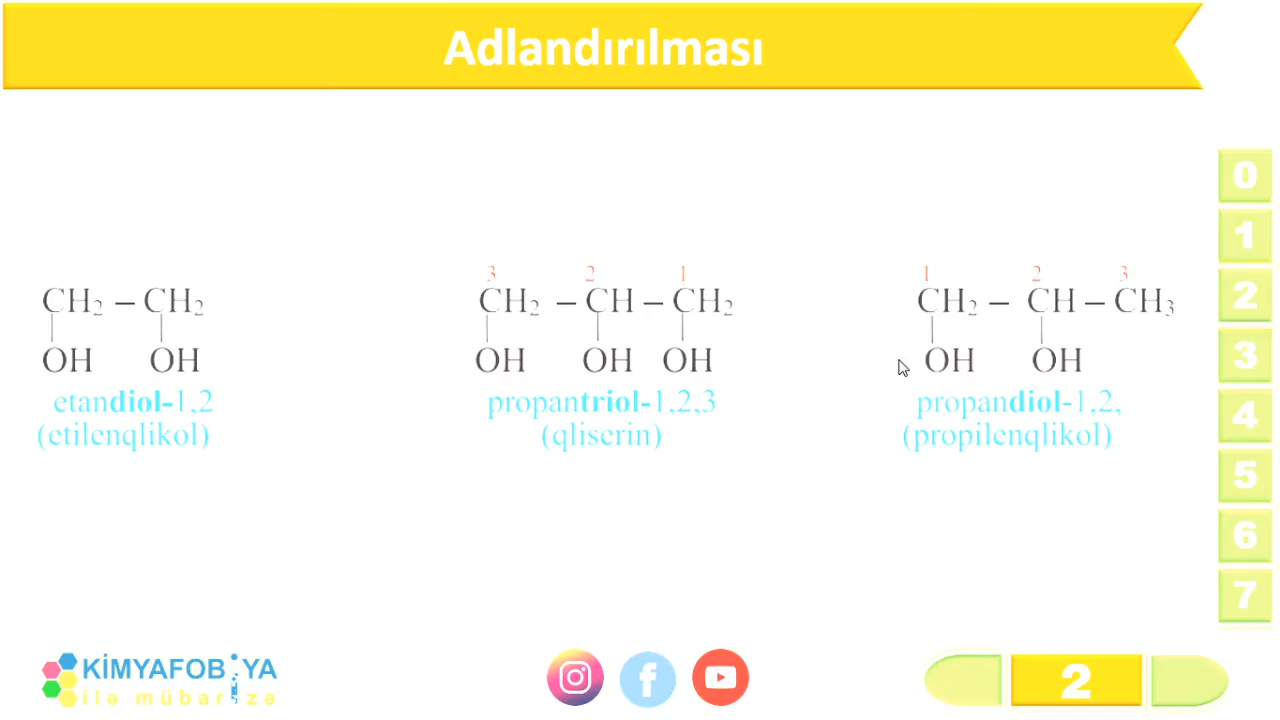 Adlandırılması
CH₂ – CH₂
OH OH
etandiol-1,2
(etilenqlikol)
3 2 1
CH₂ – CH – CH₂
OH OH OH
propantriol-1,2,3
(qliserin)
1 2 3
CH₂ – CH – CH₃
OH OH
propandiol-1,2,
(propilenqlikol)
0
1
2
3
4
5
6
7
KİMYAFOBİYA
ilə mübarizə
2